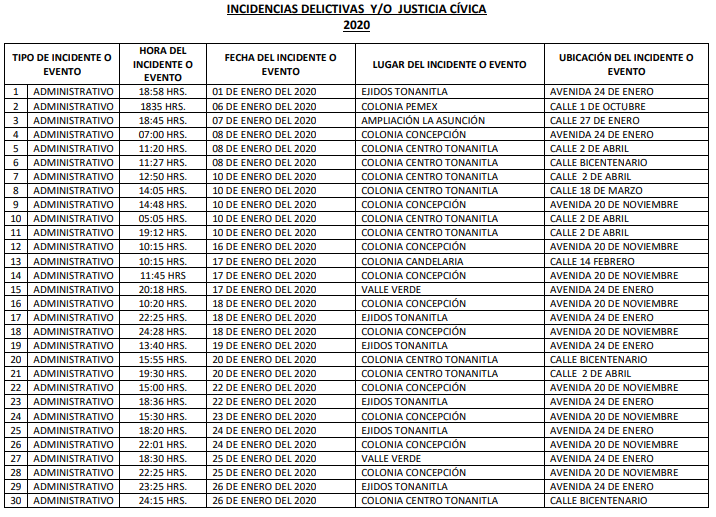 INCIDENCIAS DELICTIVAS Y/O JUSTICIA CÍVICA
2020
TIPO DE INCIDENTE O EVENTO HORA DEL INCIDENTE O EVENTO FECHA DEL INCIDENTE O EVENTO LUGAR DEL INCIDENTE O EVENTO UBICACIÓN DEL INCIDENTE O EVENTO
1 ADMINISTRATIVO 18:58 HRS. 01 DE ENERO DEL 2020 EJIDOS TONANITLA AVENIDA 24 DE ENERO
2 ADMINISTRATIVO 1835 HRS. 06 DE ENERO DEL 2020 COLONIA PEMEX CALLE 1 DE OCTUBRE
3 ADMINISTRATIVO 18:45 HRS. 07 DE ENERO DEL 2020 AMPLIACIÓN LA ASUNCIÓN CALLE 27 DE ENERO
4 ADMINISTRATIVO 07:00 HRS. 08 DE ENERO DEL 2020 COLONIA CONCEPCIÓN AVENIDA 24 DE ENERO
5 ADMINISTRATIVO 11:20 HRS. 08 DE ENERO DEL 2020 COLONIA CENTRO TONANITLA CALLE 2 DE ABRIL
6 ADMINISTRATIVO 11:27 HRS. 08 DE ENERO DEL 2020 COLONIA CENTRO TONANITLA CALLE BICENTENARIO
7 ADMINISTRATIVO 12:50 HRS. 10 DE ENERO DEL 2020 COLONIA CENTRO TONANITLA CALLE 2 DE ABRIL
8 ADMINISTRATIVO 14:05 HRS. 10 DE ENERO DEL 2020 COLONIA CENTRO TONANITLA CALLE 18 DE MARZO
9 ADMINISTRATIVO 14:48 HRS. 10 DE ENERO DEL 2020 COLONIA CONCEPCIÓN AVENIDA 20 DE NOVIEMBRE
10 ADMINISTRATIVO 05:05 HRS. 10 DE ENERO DEL 2020 COLONIA CENTRO TONANITLA CALLE 2 DE ABRIL
11 ADMINISTRATIVO 19:12 HRS. 10 DE ENERO DEL 2020 COLONIA CENTRO TONANITLA CALLE 2 DE ABRIL
12 ADMINISTRATIVO 10:15 HRS. 16 DE ENERO DEL 2020 COLONIA CONCEPCIÓN AVENIDA 20 DE NOVIEMBRE
13 ADMINISTRATIVO 10:15 HRS. 17 DE ENERO DEL 2020 COLONIA CANDELARIA CALLE 14 FEBRERO
14 ADMINISTRATIVO 11:45 HRS 17 DE ENERO DEL 2020 COLONIA CONCEPCIÓN AVENIDA 20 DE NOVIEMBRE
15 ADMINISTRATIVO 20:18 HRS. 17 DE ENERO DEL 2020 VALLE VERDE AVENIDA 24 DE ENERO
16 ADMINISTRATIVO 10:20 HRS. 18 DE ENERO DEL 2020 COLONIA CONCEPCIÓN AVENIDA 20 DE NOVIEMBRE
17 ADMINISTRATIVO 22:25 HRS. 18 DE ENERO DEL 2020 EJIDOS TONANITLA AVENIDA 24 DE ENERO
18 ADMINISTRATIVO 24:28 HRS. 18 DE ENERO DEL 2020 COLONIA CONCEPCIÓN AVENIDA 20 DE NOVIEMBRE
19 ADMINISTRATIVO 13:40 HRS. 19 DE ENERO DEL 2020 EJIDOS TONANITLA AVENIDA 24 DE ENERO
20 ADMINISTRATIVO 15:55 HRS. 20 DE ENERO DEL 2020 COLONIA CENTRO TONANITLA CALLE BICENTENARIO
21 ADMINISTRATIVO 19:30 HRS. 20 DE ENERO DEL 2020 COLONIA CENTRO TONANITLA CALLE 2 DE ABRIL
22 ADMINISTRATIVO 15:00 HRS. 22 DE ENERO DEL 2020 COLONIA CONCEPCIÓN AVENIDA 20 DE NOVIEMBRE
23 ADMINISTRATIVO 18:36 HRS. 22 DE ENERO DEL 2020 EJIDOS TONANITLA AVENIDA 24 DE ENERO
24 ADMINISTRATIVO 15:30 HRS. 23 DE ENERO DEL 2020 COLONIA CONCEPCIÓN AVENIDA 20 DE NOVIEMBRE
25 ADMINISTRATIVO 18:20 HRS. 24 DE ENERO DEL 2020 EJIDOS TONANITLA AVENIDA 24 DE ENERO
26 ADMINISTRATIVO 22:01 HRS. 24 DE ENERO DEL 2020 COLONIA CONCEPCIÓN AVENIDA 20 DE NOVIEMBRE
27 ADMINISTRATIVO 18:30 HRS. 25 DE ENERO DEL 2020 VALLE VERDE AVENIDA 24 DE ENERO
28 ADMINISTRATIVO 22:25 HRS. 25 DE ENERO DEL 2020 COLONIA CONCEPCIÓN AVENIDA 20 DE NOVIEMBRE
29 ADMINISTRATIVO 23:25 HRS. 26 DE ENERO DEL 2020 EJIDOS TONANITLA AVENIDA 24 DE ENERO
30 ADMINISTRATIVO 24:15 HRS. 26 DE ENERO DEL 2020 COLONIA CENTRO TONANITLA CALLE BICENTENARIO